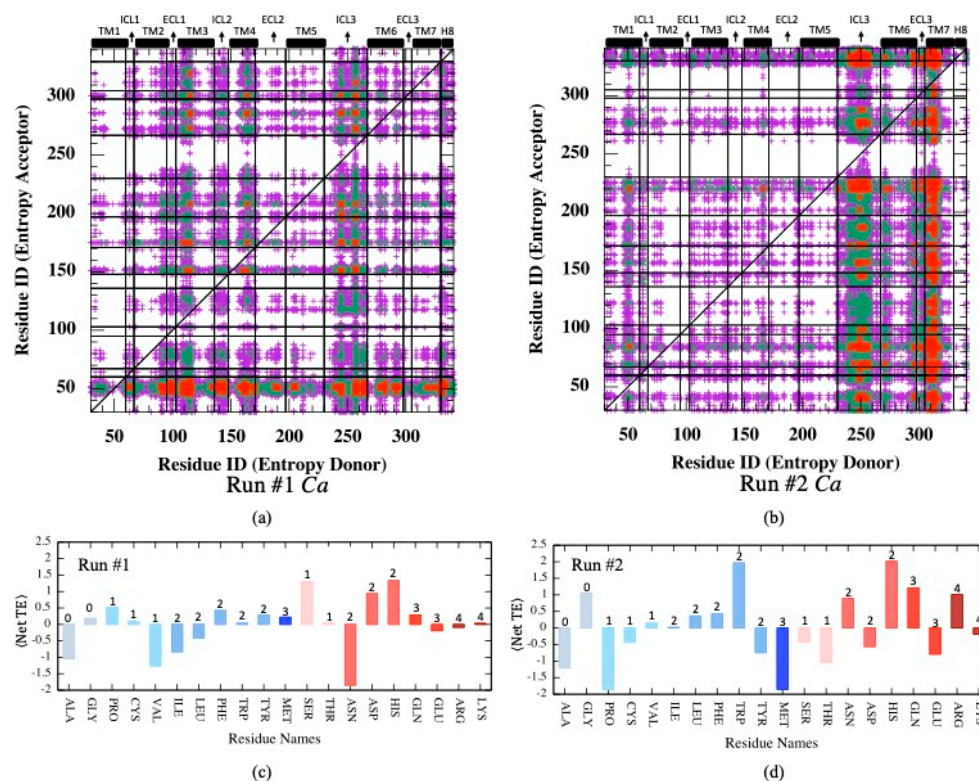 ICL1 ECL1 ICL2 ECL2 ICL3 ECL3
TM1 TM2 TM3 TM4 TM5 TM6 TM7 H8
300
250
200
150
100
50
Residue ID (Entropy Acceptor)
50 100 150 200 250 300
Residue ID (Entropy Donor)
Run #1 Ca
(a)
ICL1 ECL1 ICL2 ECL2 ICL3 ECL3
TM1 TM2 TM3 TM4 TM5 TM6 TM7 H8
300
250
200
150
100
50
Residue ID (Entropy Acceptor)
50 100 150 200 250 300
Residue ID (Entropy Donor)
Run #2 Ca
(b)
2.5
2
1.5
1
0.5
0
-0.5
-1
-1.5
-2
⟨Net TE⟩
Run #1
0 0 1 1 1 2 2 2 2 2 3 1 1 2 2 2 3 3 4 4
ALA GLY PRO CYS VAL ILE LEU PHE TRP TYR MET SER THR ASN ASP HIS GLN GLU ARG LYS
Residue Names
(c)
2.5
2
1.5
1
0.5
0
-0.5
-1
-1.5
-2
⟨Net TE⟩
Run #2
0 0 1 1 1 2 2 2 2 2 3 1 1 2 2 2 3 3 4 4
ALA GLY PRO CYS VAL ILE LEU PHE TRP TYR MET SER THR ASN ASP HIS GLN GLU ARG LYS
Residue Names
(d)